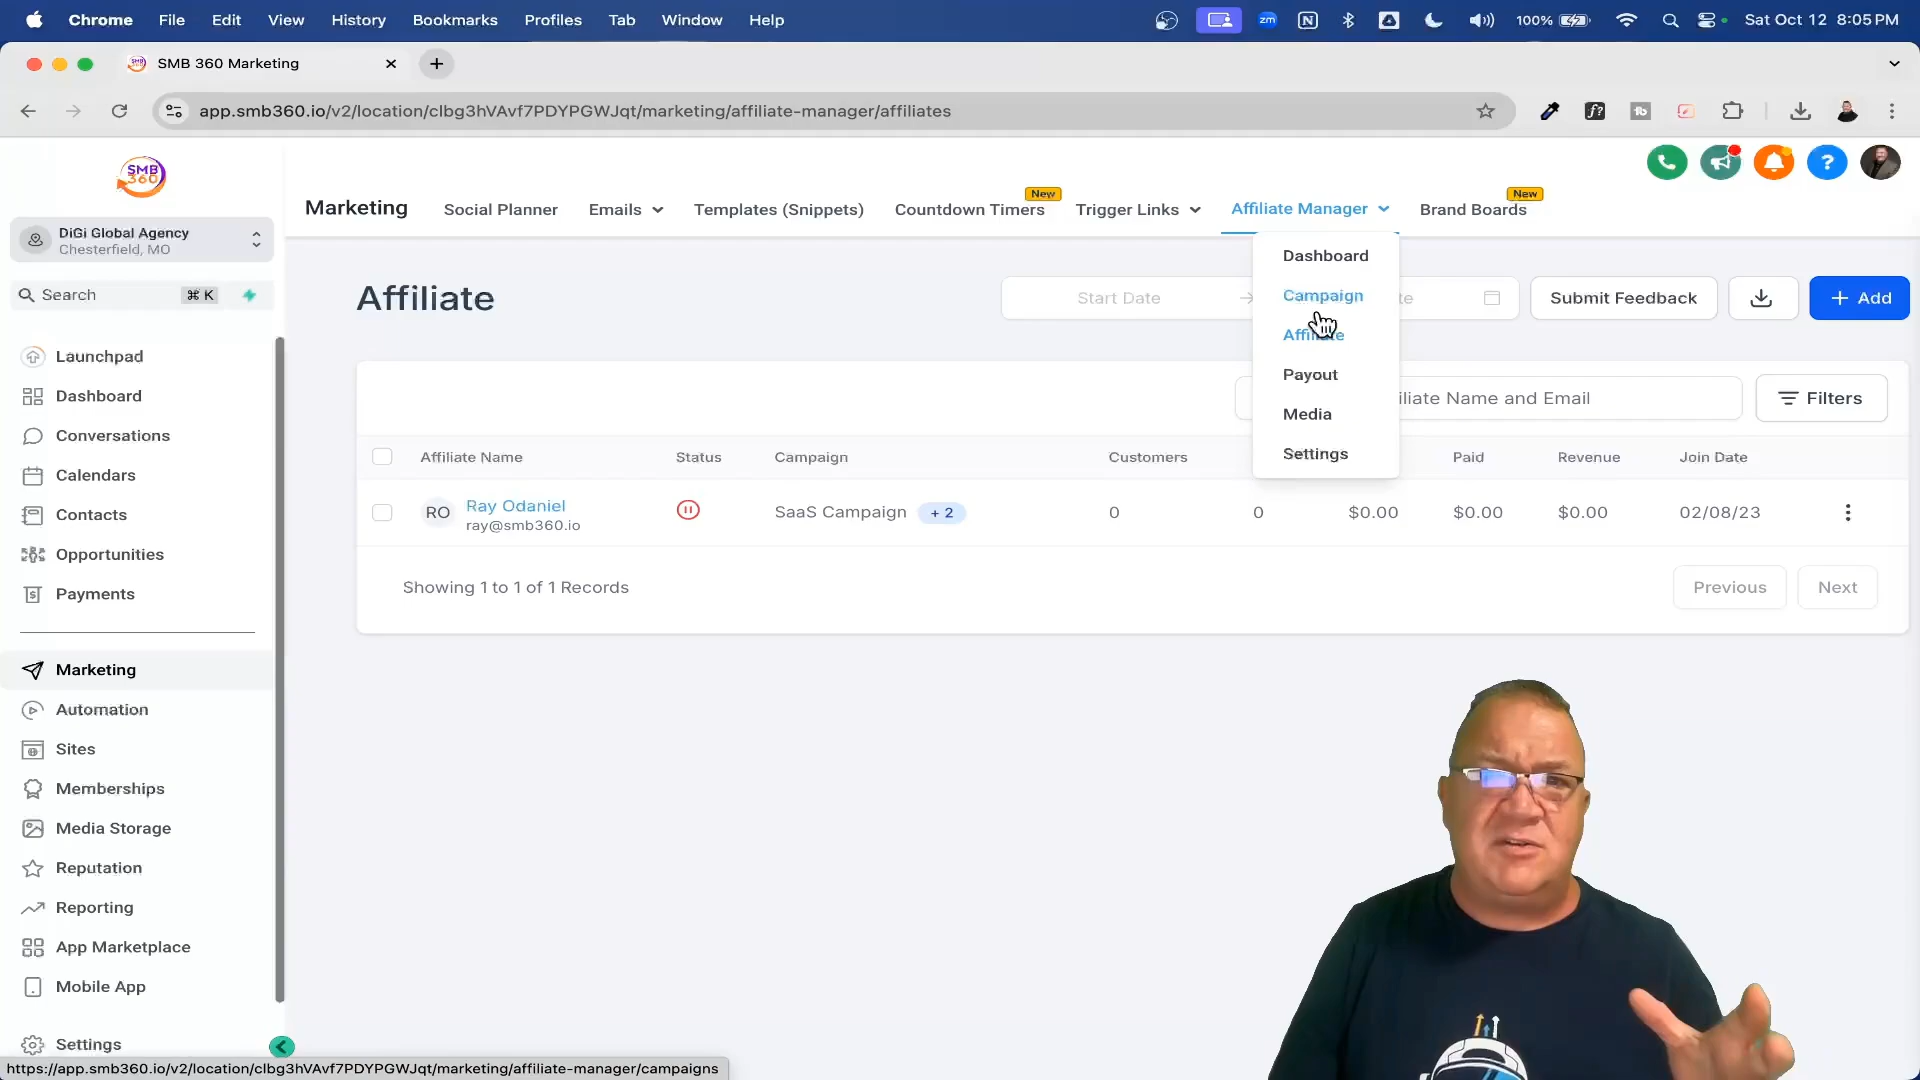 Chrome File Edit View History Bookmarks Profiles Tab Window Help zm 100% Sat Oct 12 8:05 PM
SMB 360 Marketing
app.smb360.io/v2/location/clbg3hVAvf7PDYPGWJqt/marketing/affiliate-manager/affiliates
SMB
360
DiGi Global Agency
Chesterfield, MO
Search ⌘ K
Launchpad
Dashboard
Conversations
Calendars
Contacts
Opportunities
Payments
Marketing
Automation
Sites
Memberships
Media Storage
Reputation
Reporting
App Marketplace
Mobile App
Settings
New New
Marketing Social Planner Emails Templates (Snippets) Countdown Timers Trigger Links Affiliate Manager Brand Boards
Dashboard
Campaign
Affiliate
Payout
Media
Settings
Affiliate Start Date Submit Feedback + Add
iliate Name and Email Filters
Affiliate Name Status Campaign Customers Paid Revenue Join Date
RO Ray Odaniel SaaS Campaign + 2 0 0 $0.00 $0.00 $0.00 02/08/23
ray@smb360.io
Showing 1 to 1 of 1 Records Previous Next
https://app.smb360.io/v2/location/clbg3hVAvf7PDYPGWJqt/marketing/affiliate-manager/campaigns